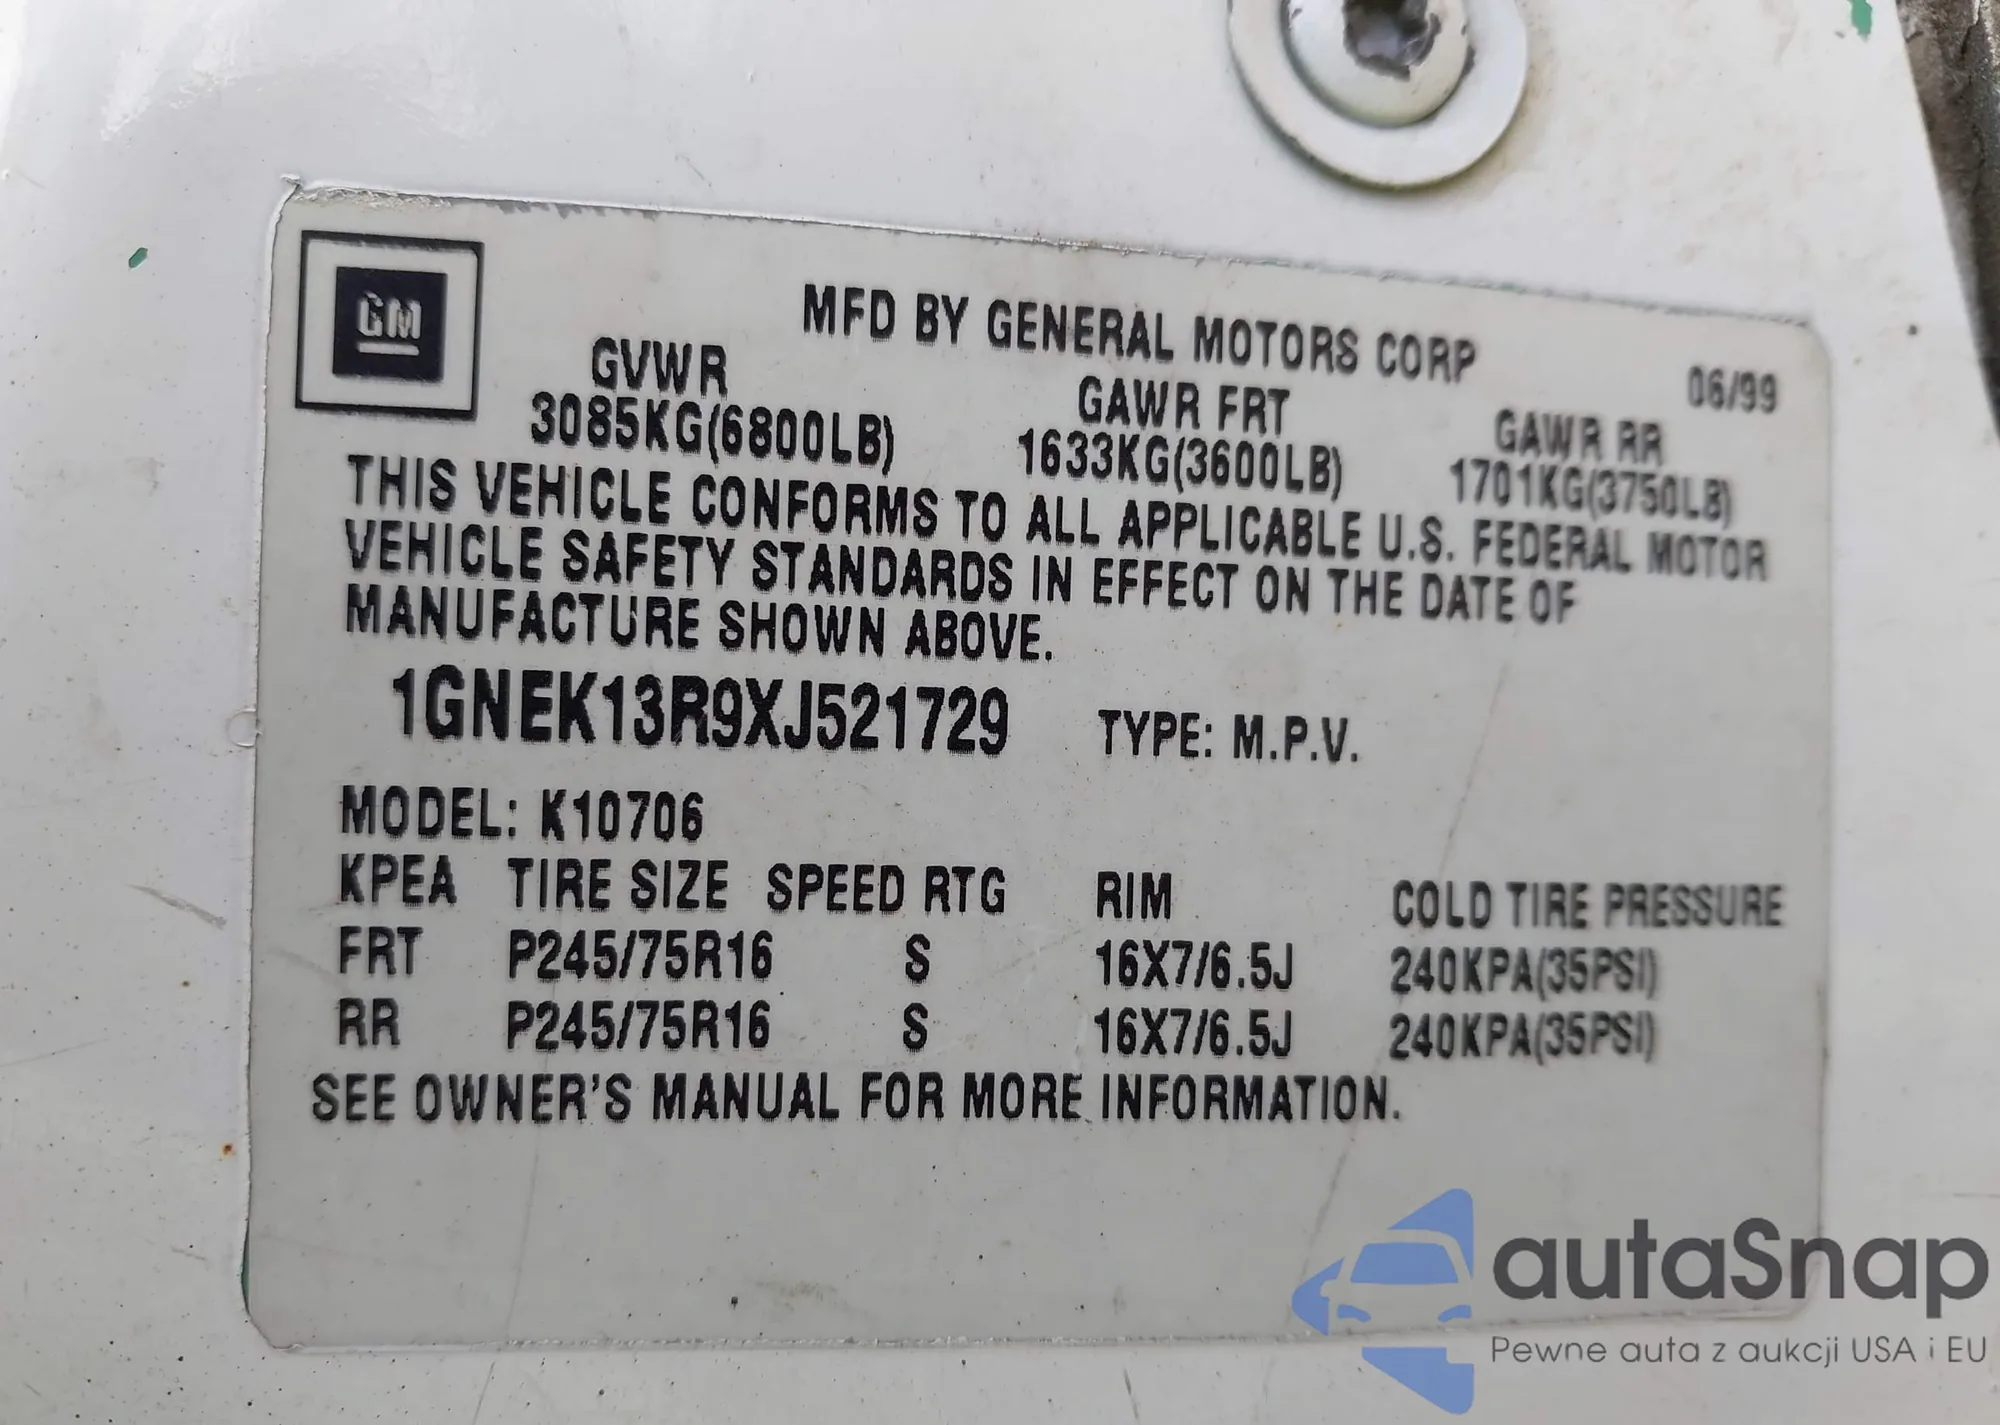 GM
MFD BY GENERAL MOTORS CORP
06/99
GVWR GAWR FRT GAWR RR
3085KG(6800LB) 1633KG(3600LB) 1701KG(3750LB)
THIS VEHICLE CONFORMS TO ALL APPLICABLE U.S. FEDERAL MOTOR
VEHICLE SAFETY STANDARDS IN EFFECT ON THE DATE OF
MANUFACTURE SHOWN ABOVE.
1GNEK13R9XJ521729 TYPE: M.P.V.
MODEL: K10706
KPEA TIRE SIZE SPEED RTG RIM COLD TIRE PRESSURE
FRT P245/75R16 S 16X7/6.5J 240KPA(35PSI)
RR P245/75R16 S 16X7/6.5J 240KPA(35PSI)
SEE OWNER'S MANUAL FOR MORE INFORMATION.
autaSnap
Pewne auta z aukcji USA i EU